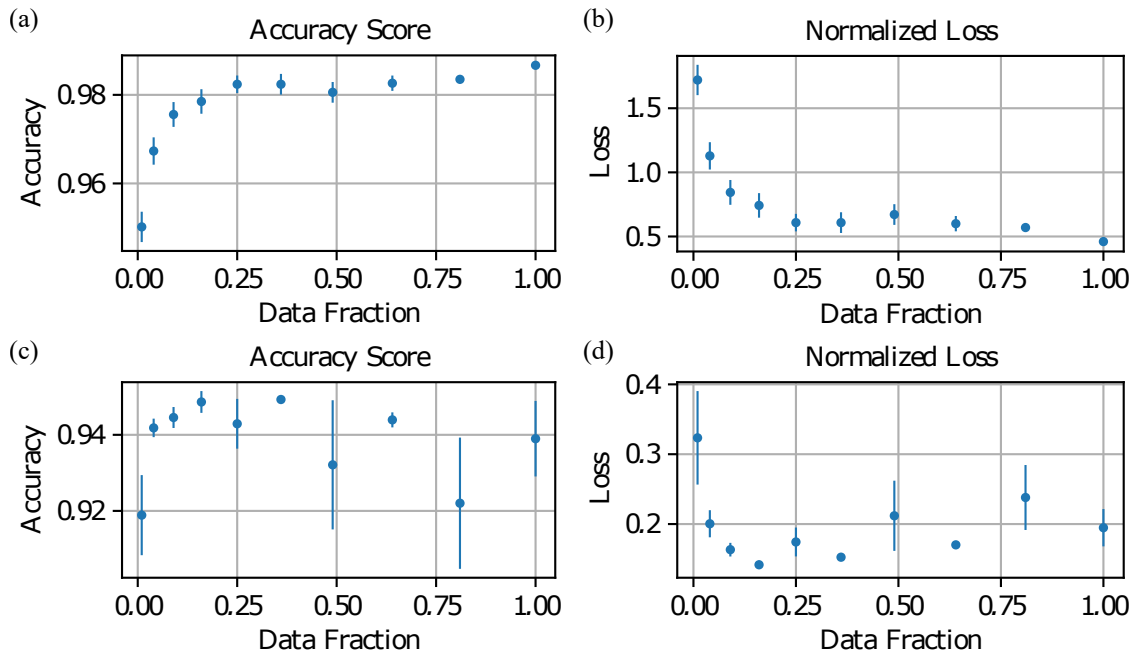 (a)
Accuracy Score
Accuracy
0.98
0.96
0.00 0.25 0.50 0.75 1.00
Data Fraction
(b)
Normalized Loss
Loss
1.5
1.0
0.5
0.00 0.25 0.50 0.75 1.00
Data Fraction
(c)
Accuracy Score
Accuracy
0.94
0.92
0.00 0.25 0.50 0.75 1.00
Data Fraction
(d)
Normalized Loss
Loss
0.4
0.3
0.2
0.00 0.25 0.50 0.75 1.00
Data Fraction